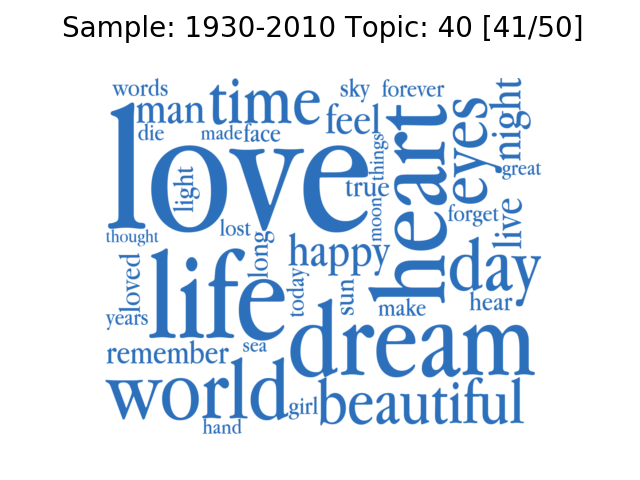 Sample: 1930-2010 Topic: 40 [41/50]
words
sky
forever
night
man
time
feel
heart
eyes
die
made
face
things
love
light
true
moon
great
forget
live
thought
lost
long
happy
day
loved
life
today
sun
hear
years
make
remember
sea
dream
world
girl
beautiful
hand